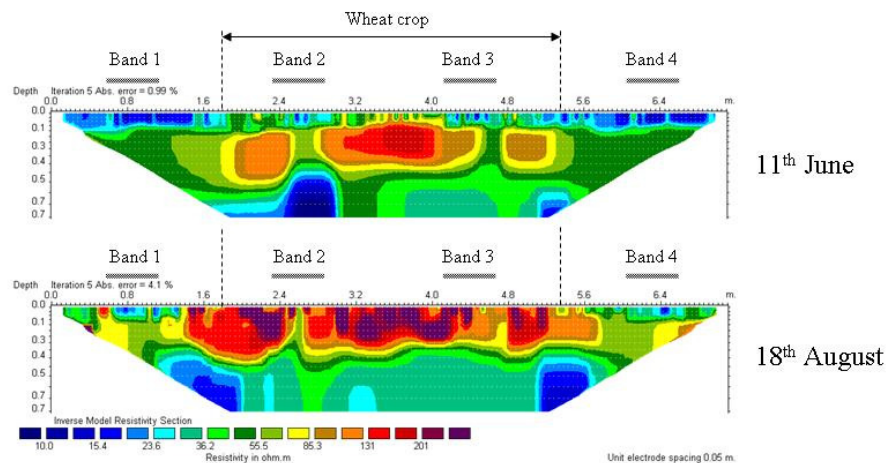 Wheat crop
Band 1 Band 2 Band 3 Band 4
Depth Iteration 5 Abs. error = 0.99 %
0.0 0.8 1.6 2.4 3.2 4.0 4.8 5.6 6.4 m.
0.0
0.1
0.2
0.3
0.4
0.5
0.7
0.7
11th June
Band 1 Band 2 Band 3 Band 4
Depth Iteration 5 Abs. error = 4.1 %
0.0 0.8 1.6 2.4 3.2 4.0 4.8 5.6 6.4 m.
0.0
0.1
0.2
0.3
0.4
0.5
0.7
0.7
18th August
Inverse Model Resistivity Section
10.0 15.4 23.6 36.2 55.5 85.3 131 201
Resistivity in ohm.m
Unit electrode spacing 0.05 m.